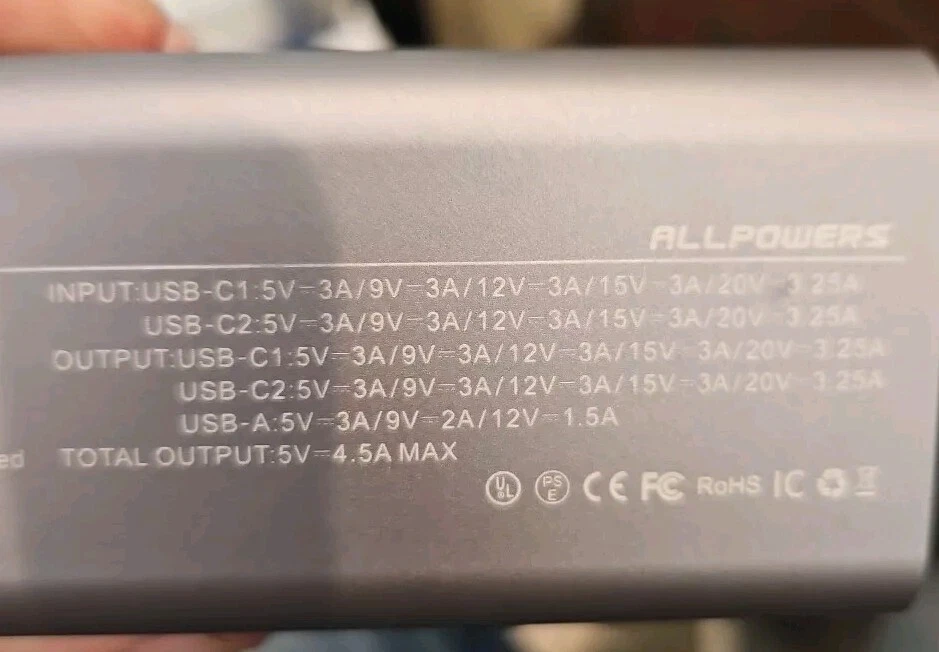 ALLPOWERS
INPUT:USB-C1:5V⎓3A/9V⎓3A/12V⎓3A/15V⎓3A/20V⎓3.25A
USB-C2:5V⎓3A/9V⎓3A/12V⎓3A/15V⎓3A/20V⎓3.25A
OUTPUT:USB-C1:5V⎓3A/9V⎓3A/12V⎓3A/15V⎓3A/20V⎓3.25A
USB-C2:5V⎓3A/9V⎓3A/12V⎓3A/15V⎓3A/20V⎓3.25A
USB-A:5V⎓3A/9V⎓2A/12V⎓1.5A
ed TOTAL OUTPUT:5V⎓4.5A MAX
UL PSE CE FC RoHS IC